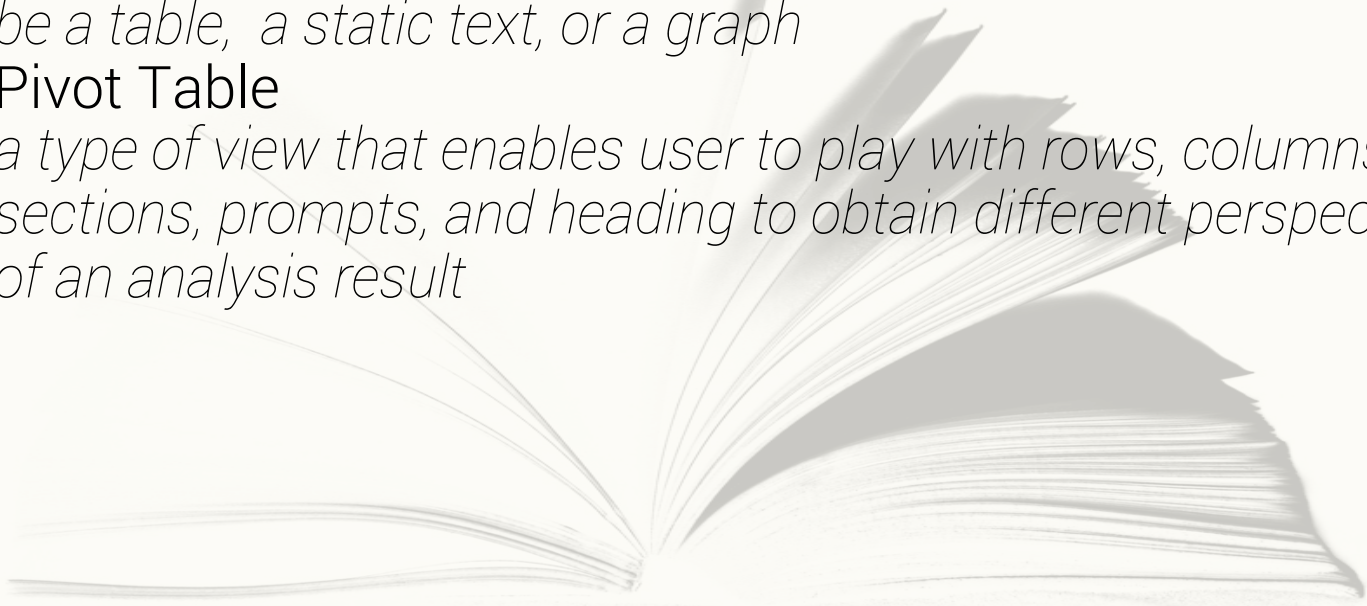 be a table, a static text, or a graph
Pivot Table
a type of view that enables user to play with rows, columns
sections, prompts, and heading to obtain different perspec
of an analysis result